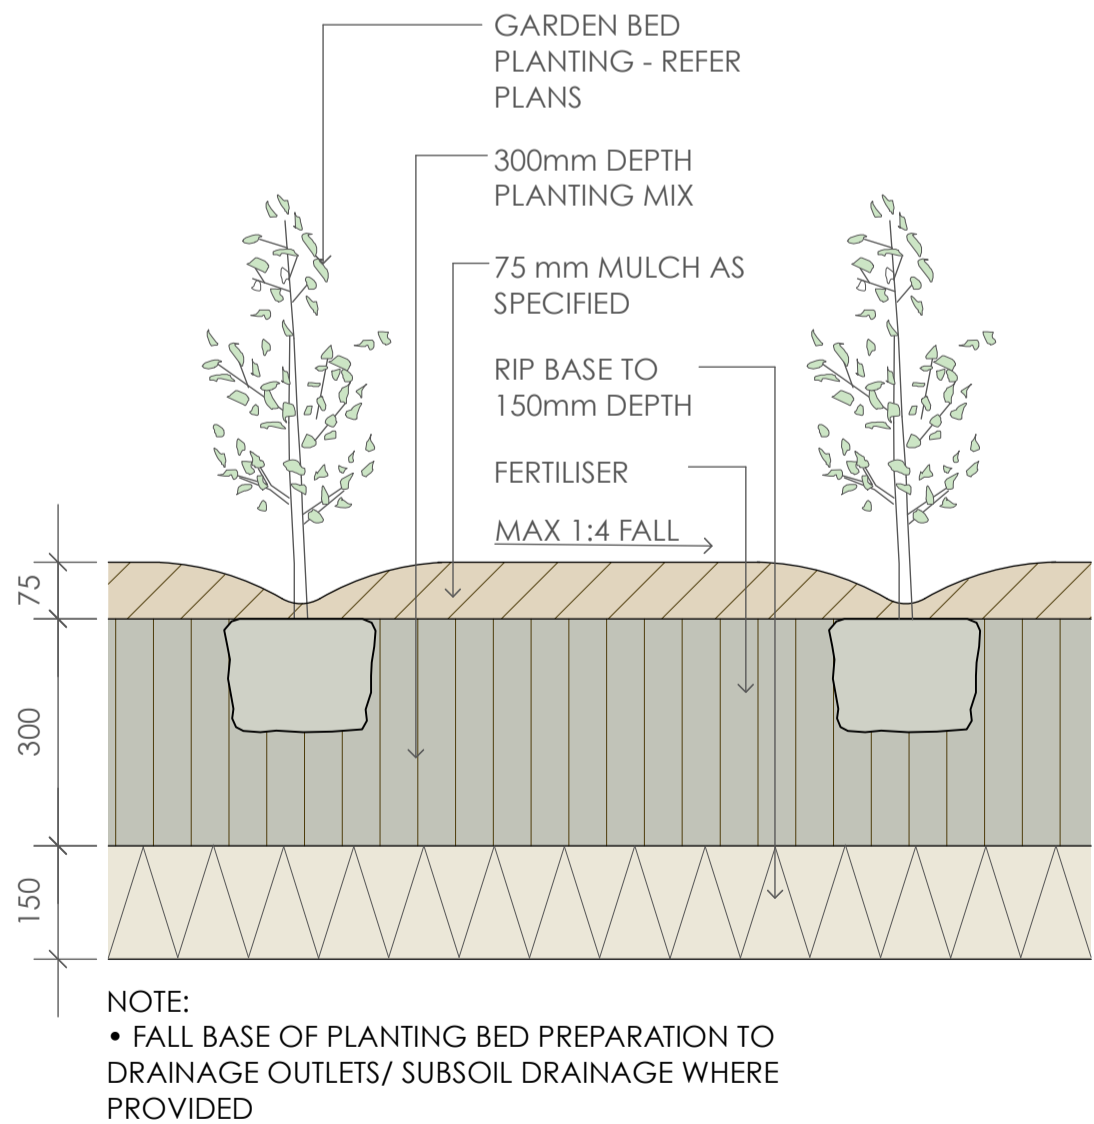 GARDEN BED
PLANTING - REFER
PLANS
300mm DEPTH
PLANTING MIX
75 mm MULCH AS
SPECIFIED
RIP BASE TO
150mm DEPTH
FERTILISER
MAX 1:4 FALL
75
300
150
NOTE:
• FALL BASE OF PLANTING BED PREPARATION TO
DRAINAGE OUTLETS/ SUBSOIL DRAINAGE WHERE
PROVIDED